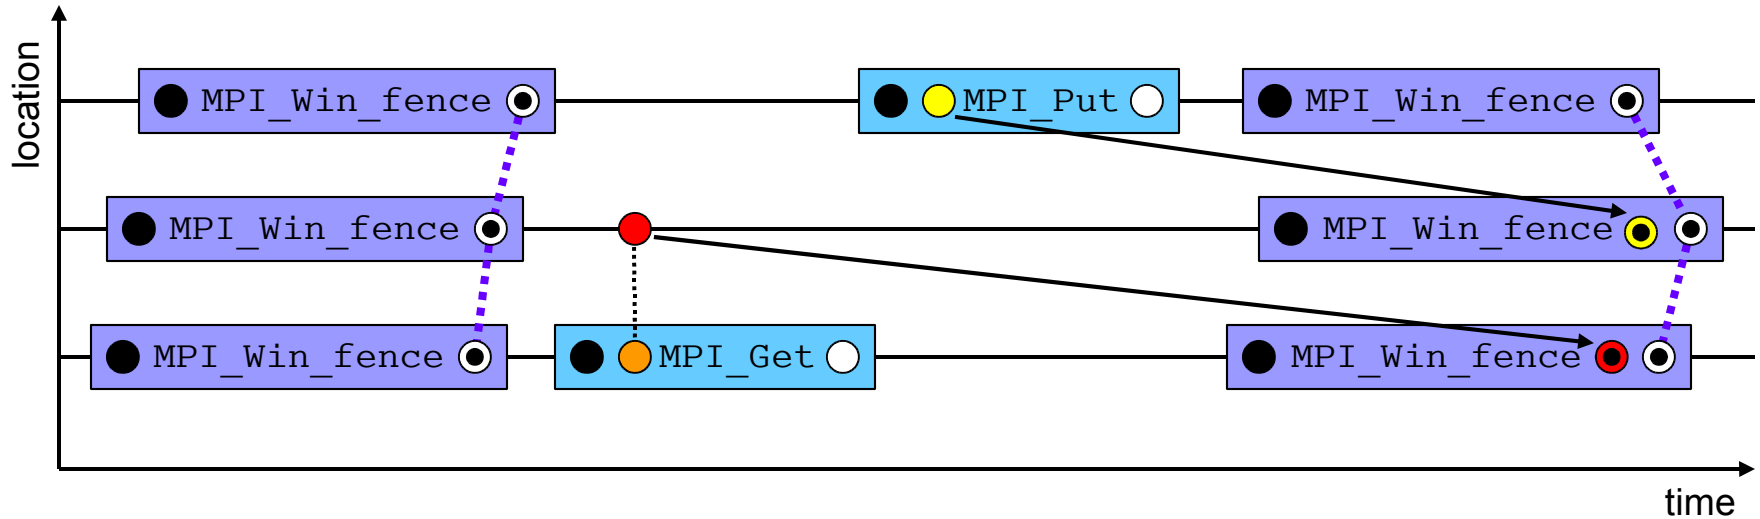 location
MPI_Win_fence MPI_Put MPI_Win_fence
MPI_Win_fence MPI_Win_fence
MPI_Win_fence MPI_Get MPI_Win_fence
time